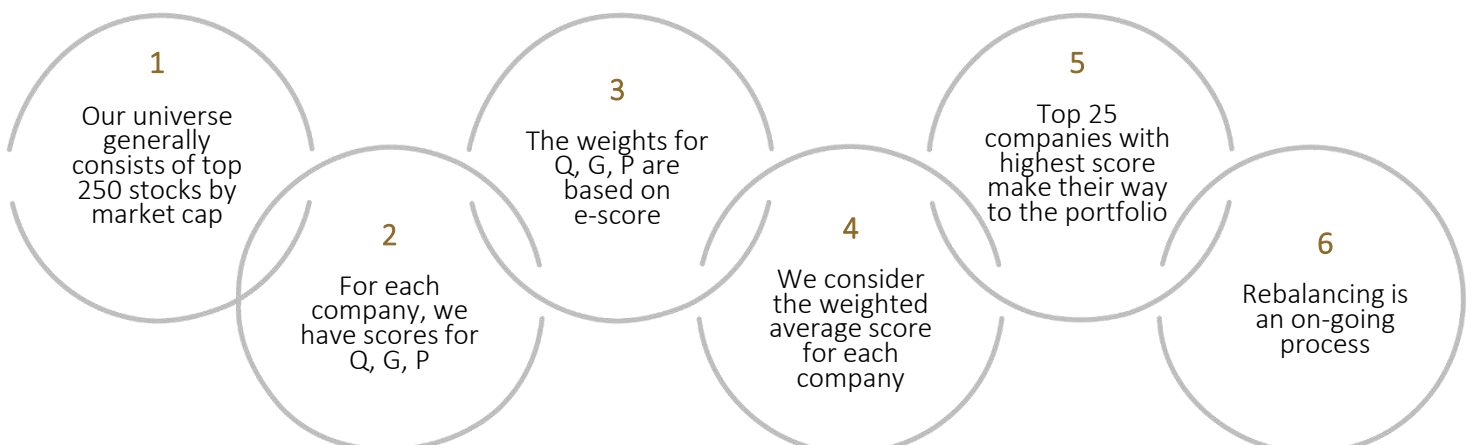 1
Our universe
generally
consists of top
250 stocks by
market cap
2
For each
company, we
have scores for
Q, G, P
3
The weights for
Q, G, P are
based on
e-score
4
We consider
the weighted
average score
for each
company
5
Top 25
companies with
highest score
make their way
to the portfolio
6
Rebalancing is
an on-going
process